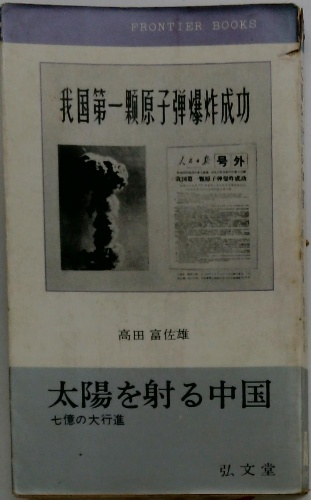 FRONTIER BOOKS
我国第一颗原子弹爆炸成功
人民日报 号外
我国第一颗原子弹爆炸成功
高田 富佐雄
太陽を射る中国
七億の大行進
弘文堂